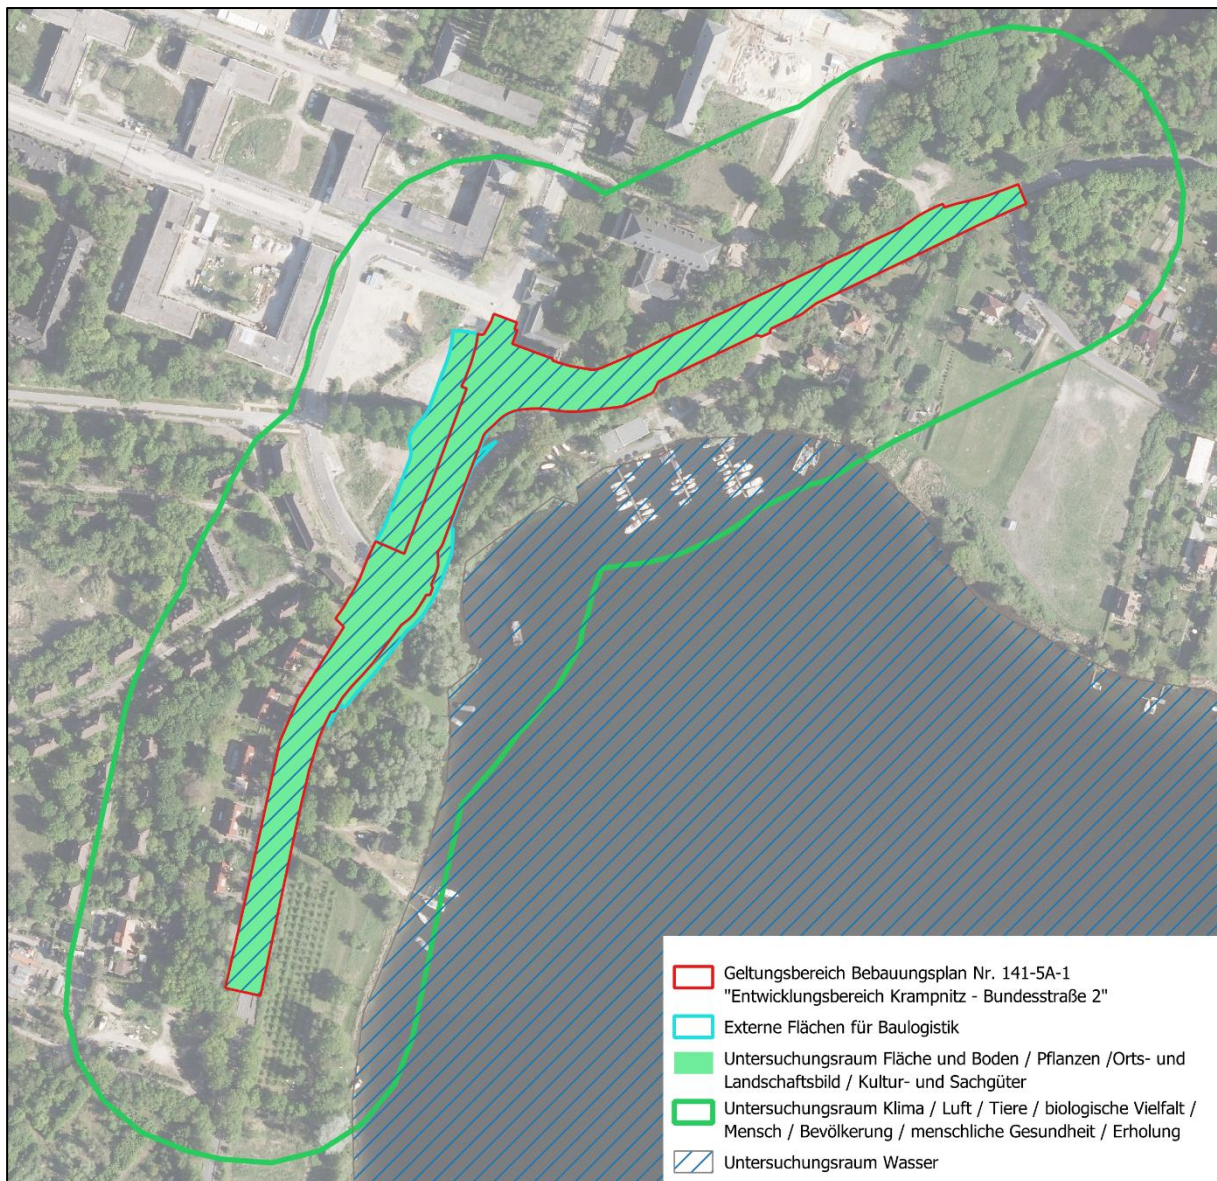 Geltungsbereich Bebauungsplan Nr. 141-5A-1
"Entwicklungsbereich Krampnitz - Bundesstraße 2"
Externe Flächen für Baulogistik
Untersuchungsraum Fläche und Boden / Pflanzen /Orts- und
Landschaftsbild / Kultur- und Sachgüter
Untersuchungsraum Klima / Luft / Tiere / biologische Vielfalt /
Mensch / Bevölkerung / menschliche Gesundheit / Erholung
Untersuchungsraum Wasser